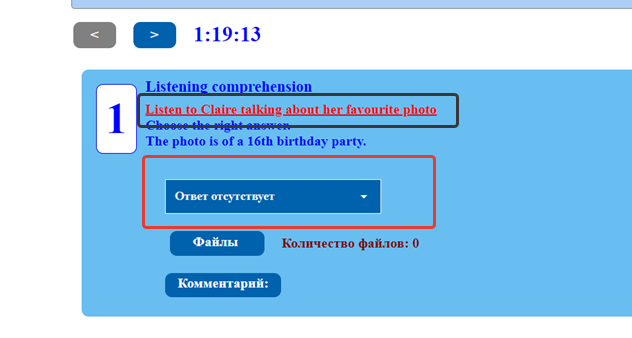 < > 1:19:13
Listening comprehension
1
Listen to Claire talking about her favourite photo
Choose the right answer.
The photo is of a 16th birthday party.
Ответ отсутствует
Файлы Количество файлов: 0
Комментарий: